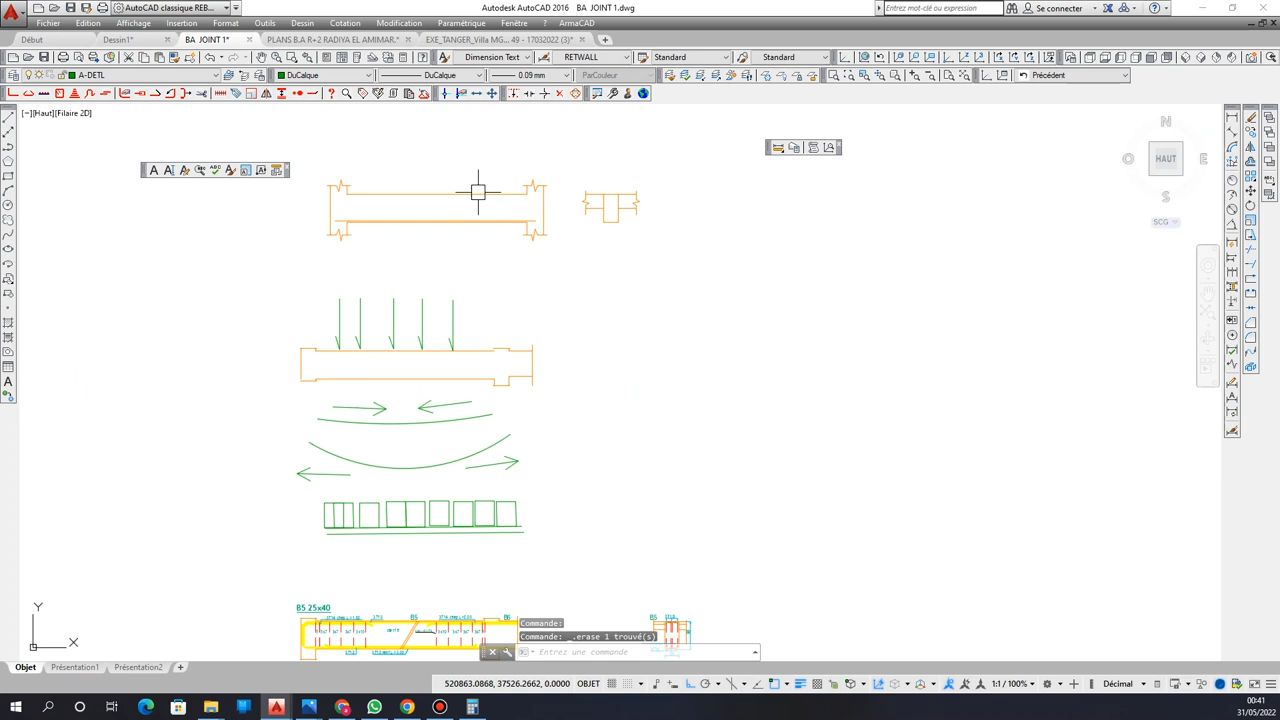 AutoCAD classique REB...
Autodesk AutoCAD 2016 BA JOINT 1.dwg
Entrez mot-clé ou expression
Se connecter
Fichier Edition Affichage Insertion Format Outils Dessin Cotation Modification Paramétrique Fenêtre ? ArmaCAD
Début Dessin1* BA JOINT 1* PLANS B.A R+2 RADIYA EL AMIMAR.* EXE_TANGER_Villa MG... 49 - 17032022 (3)*
Dimension Text RETWALL Standard Standard
A-DETL DuCalque DuCalque 0.09 mm ParCouleur Précédent
[−][Haut][Filaire 2D]
N
O HAUT E
S
SCG
B5 25x40
B5 B6
B5
Y
X
Commande:
Commande: _.erase 1 trouvé(s)
Entrez une commande
Objet Présentation1 Présentation2 +
520863.0868, 37526.2662, 0.0000 OBJET 1:1 / 100% Décimal
00:41
31/05/2022